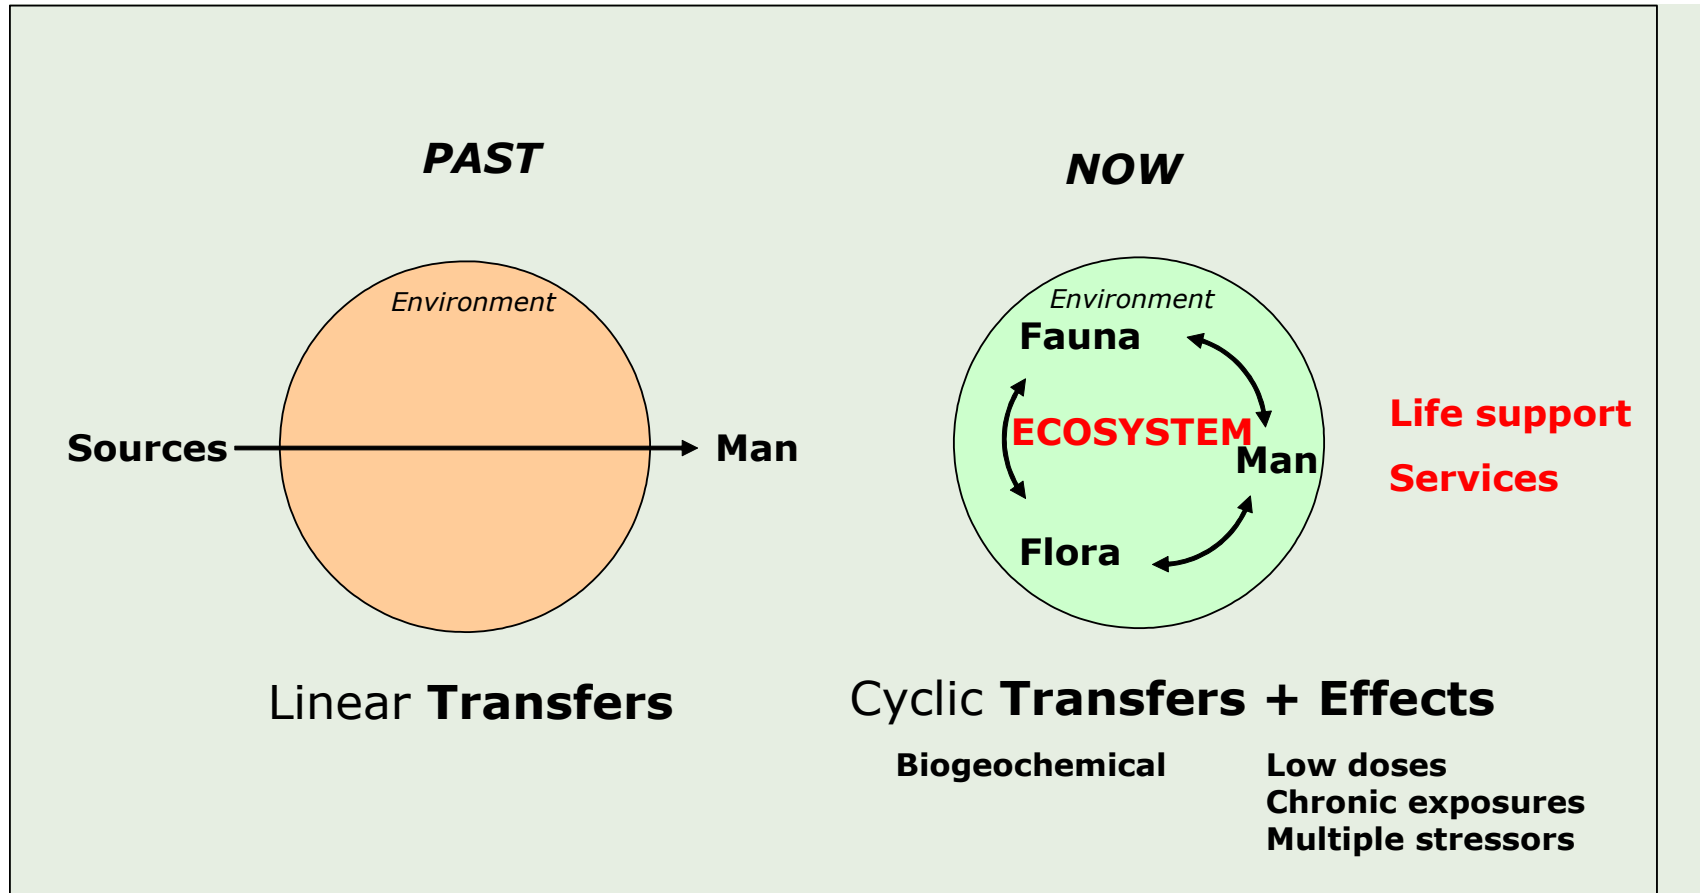 PAST
NOW
Environment
Sources
Man
Linear Transfers
Environment
Fauna
ECOSYSTEM
Man
Flora
Life support
Services
Cyclic Transfers + Effects
Biogeochemical
Low doses
Chronic exposures
Multiple stressors